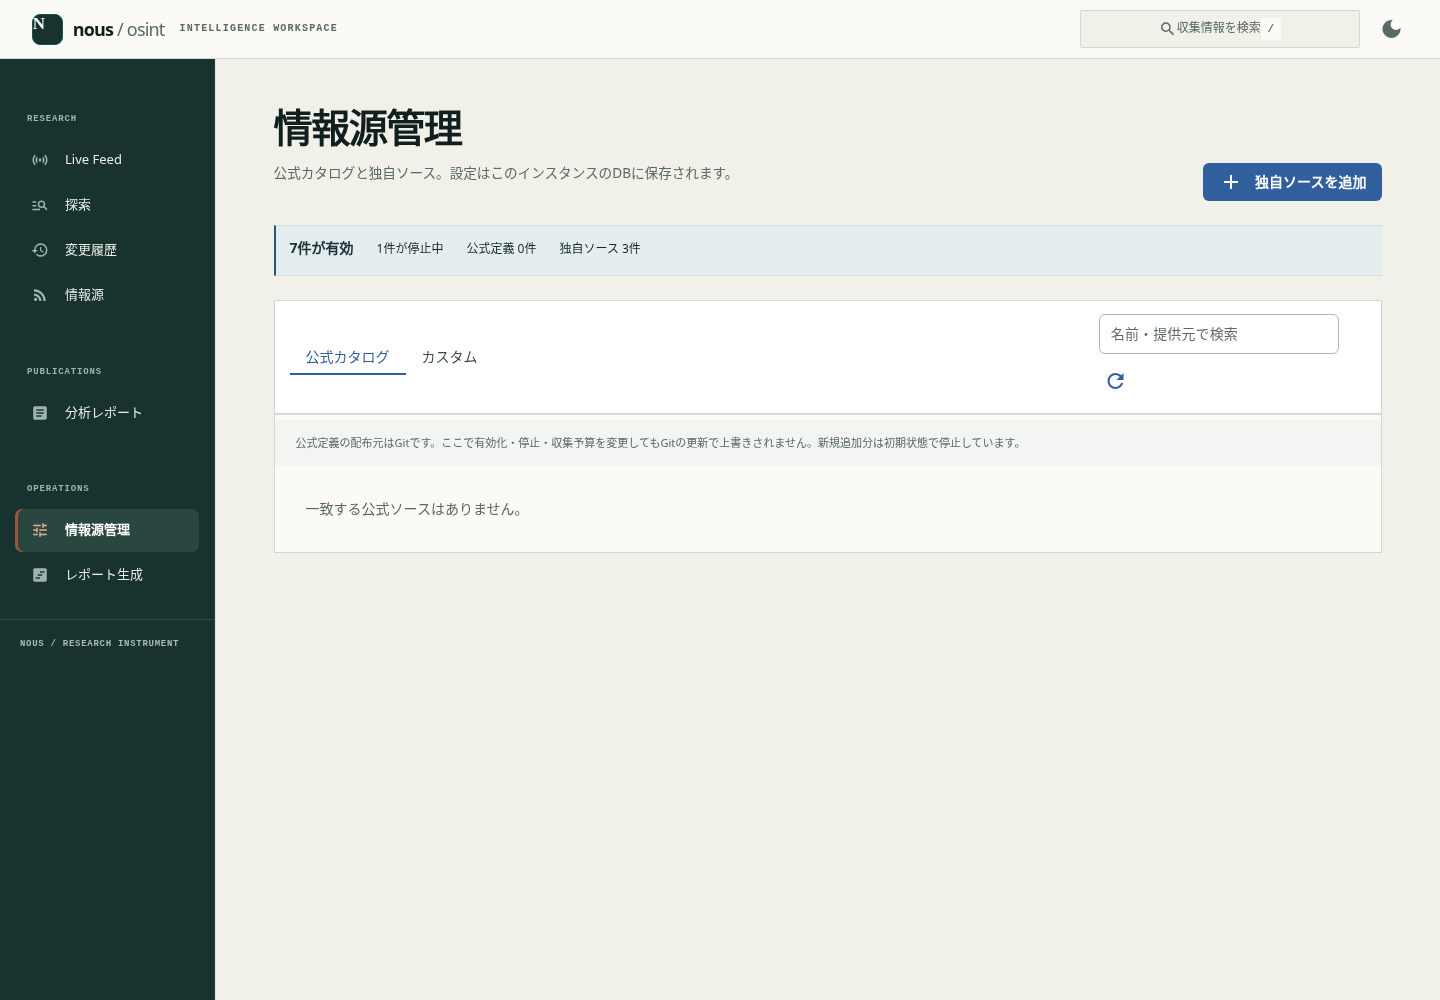 N nous / osint INTELLIGENCE WORKSPACE 収集情報を検索 /
RESEARCH
Live Feed
探索
変更履歴
情報源
PUBLICATIONS
分析レポート
OPERATIONS
情報源管理
レポート生成
NOUS / RESEARCH INSTRUMENT
情報源管理
公式カタログと独自ソース。設定はこのインスタンスのDBに保存されます。
独自ソースを追加
7件が有効 1件が停止中 公式定義 0件 独自ソース 3件
名前・提供元で検索
公式カタログ カスタム
公式定義の配布元はGitです。ここで有効化・停止・収集予算を変更してもGitの更新で上書きされません。新規追加分は初期状態で停止しています。
一致する公式ソースはありません。